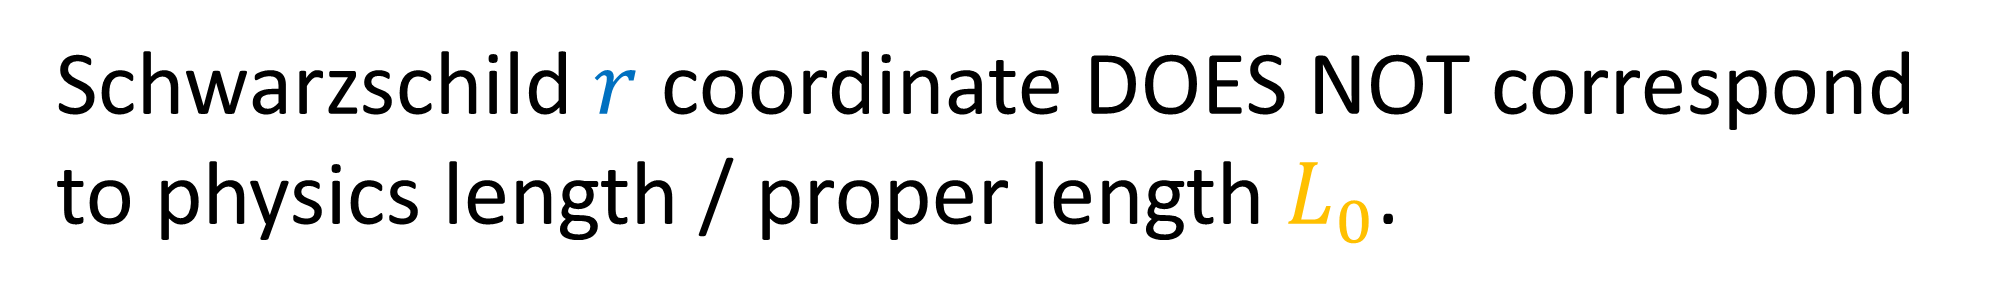 Schwarzschild r coordinate DOES NOT correspond
to physics length / proper length L₀.